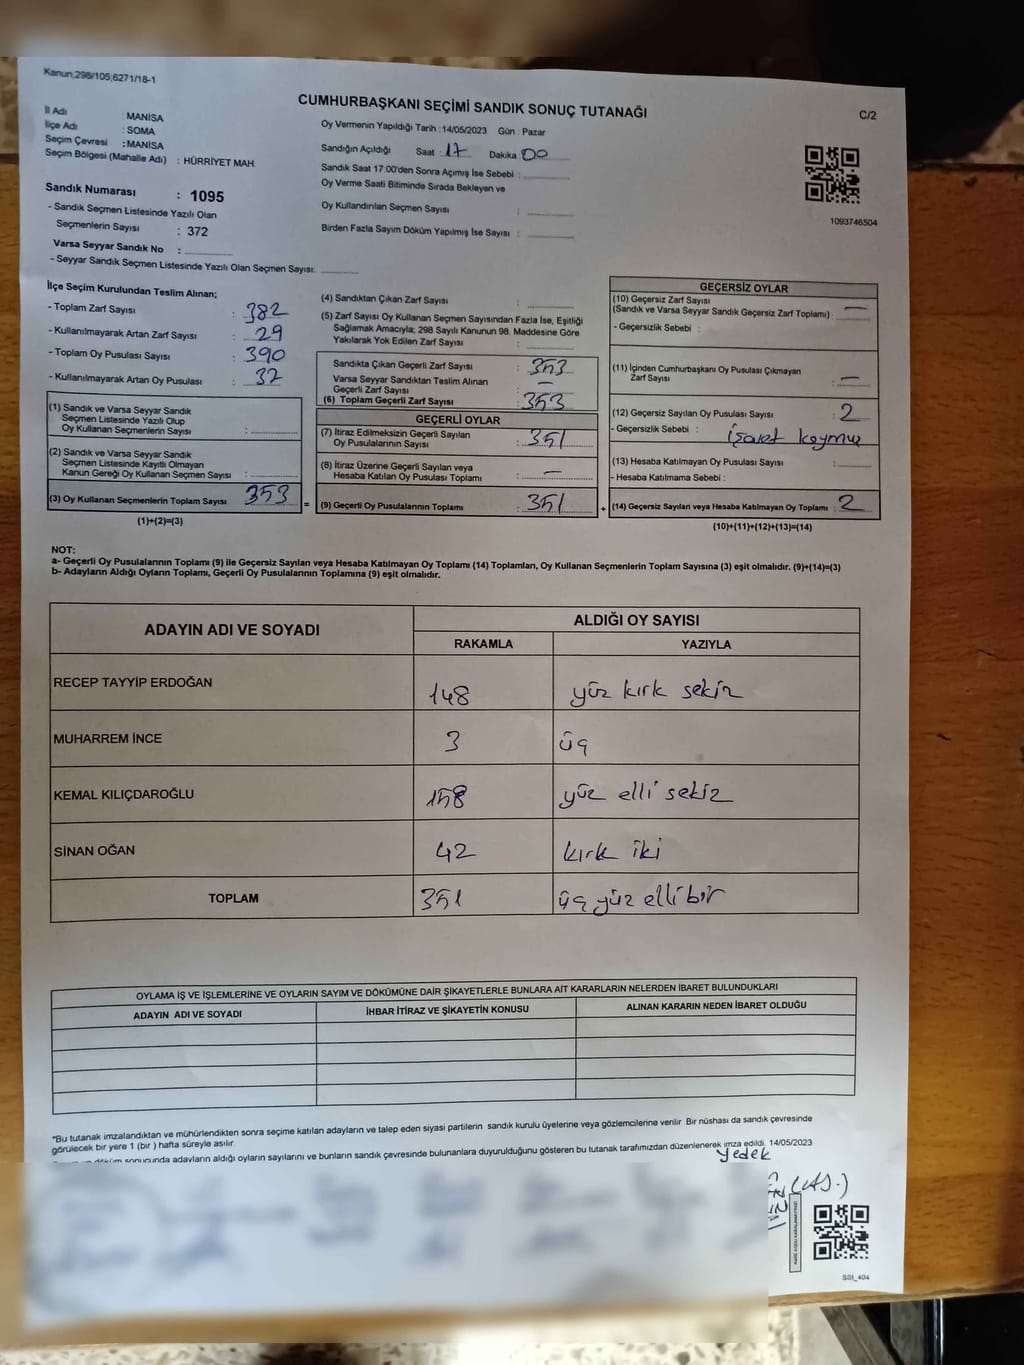 Kanun;298/105;6271/18-1
CUMHURBAŞKANI SEÇİMİ SANDIK SONUÇ TUTANAĞI
C/2
İl Adı : MANİSA
İlçe Adı : SOMA
Seçim Çevresi : MANİSA
Seçim Bölgesi (Mahalle Adı) : HÜRRİYET MAH.
Sandık Numarası : 1095
- Sandık Seçmen Listesinde Yazılı Olan
Seçmenlerin Sayısı : 372
Varsa Seyyar Sandık No :
- Seyyar Sandık Seçmen Listesinde Yazılı Olan Seçmen Sayısı:
Oy Vermenin Yapıldığı Tarih : 14/05/2023 Gün : Pazar
Sandığın Açıldığı Saat : 17 Dakika 00
Sandık Saat 17:00'den Sonra Açımış İse Sebebi :
Oy Verme Saati Bitiminde Sırada Bekleyen ve
Oy Kullandırılan Seçmen Sayısı :
Birden Fazla Sayım Döküm Yapılmış İse Sayısı :
1093746504
İlçe Seçim Kurulundan Teslim Alınan;
- Toplam Zarf Sayısı : 382
- Kullanılmayarak Artan Zarf Sayısı : 29
- Toplam Oy Pusulası Sayısı : 390
- Kullanılmayarak Artan Oy Pusulası : 37
(1) Sandık ve Varsa Seyyar Sandık
Seçmen Listesinde Yazılı Olup
Oy Kullanan Seçmenlerin Sayısı :
(2) Sandık ve Varsa Seyyar Sandık
Seçmen Listesinde Kayıtlı Olmayan
Kanun Gereği Oy Kullanan Seçmen Sayısı :
(3) Oy Kullanan Seçmenlerin Toplam Sayısı 353
(1)+(2)=(3)
(4) Sandıktan Çıkan Zarf Sayısı :
(5) Zarf Sayısı Oy Kullanan Seçmen Sayısından Fazla İse, Eşitliği
Sağlamak Amacıyla; 298 Sayılı Kanunun 98. Maddesine Göre
Yakılarak Yok Edilen Zarf Sayısı :
Sandıkta Çıkan Geçerli Zarf Sayısı : 353
Varsa Seyyar Sandıktan Teslim Alınan
Geçerli Zarf Sayısı : —
(6) Toplam Geçerli Zarf Sayısı : 353
GEÇERLİ OYLAR
(7) İtiraz Edilmeksizin Geçerli Sayılan
Oy Pusulalarının Sayısı : 351
(8) İtiraz Üzerine Geçerli Sayılan veya
Hesaba Katılan Oy Pusulası Toplamı : —
= (9) Geçerli Oy Pusulalarının Toplamı : 351
GEÇERSİZ OYLAR
(10) Geçersiz Zarf Sayısı
(Sandık ve Varsa Seyyar Sandık Geçersiz Zarf Toplamı) : —
- Geçersizlik Sebebi :
(11) İçinden Cumhurbaşkanı Oy Pusulası Çıkmayan
Zarf Sayısı : —
(12) Geçersiz Sayılan Oy Pusulası Sayısı : 2
- Geçersizlik Sebebi : İşaret koymuş
(13) Hesaba Katılmayan Oy Pusulası Sayısı :
- Hesaba Katılmama Sebebi :
+ (14) Geçersiz Sayılan veya Hesaba Katılmayan Oy Toplamı : 2
(10)+(11)+(12)+(13)=(14)
NOT:
a- Geçerli Oy Pusulalarının Toplamı (9) ile Geçersiz Sayılan veya Hesaba Katılmayan Oy Toplamı (14) Toplamları, Oy Kullanan Seçmenlerin Toplam Sayısına (3) eşit olmalıdır. (9)+(14)=(3)
b- Adayların Aldığı Oyların Toplamı, Geçerli Oy Pusulalarının Toplamına (9) eşit olmalıdır.
ADAYIN ADI VE SOYADI
ALDIĞI OY SAYISI
RAKAMLA YAZIYLA
RECEP TAYYİP ERDOĞAN 148 yüz kırk sekiz
MUHARREM İNCE 3 üç
KEMAL KILIÇDAROĞLU 158 yüz elli sekiz
SİNAN OĞAN 42 kırk iki
TOPLAM 351 üç yüz elli bir
OYLAMA İŞ VE İŞLEMLERİNE VE OYLARIN SAYIM VE DÖKÜMÜNE DAİR ŞİKAYETLERLE BUNLARA AİT KARARLARIN NELERDEN İBARET BULUNDUKLARI
ADAYIN ADI VE SOYADI İHBAR İTİRAZ VE ŞİKAYETİN KONUSU ALINAN KARARIN NEDEN İBARET OLDUĞU
"Bu tutanak imzalandıktan ve mühürlendikten sonra seçime katılan adayların ve talep eden siyasi partilerin sandık kurulu üyelerine veya gözlemcilerine verilir. Bir nüshası da sandık çevresinde
görülecek bir yere 1 (bir ) hafta süreyle asılır.
döküm sonucunda adayların aldığı oyların sayılarını ve bunların sandık çevresinde bulunanlara duyurulduğunu gösteren bu tutanak tarafımızdan düzenlenerek imza edildi. 14/05/2023
Yedek
SSI_404